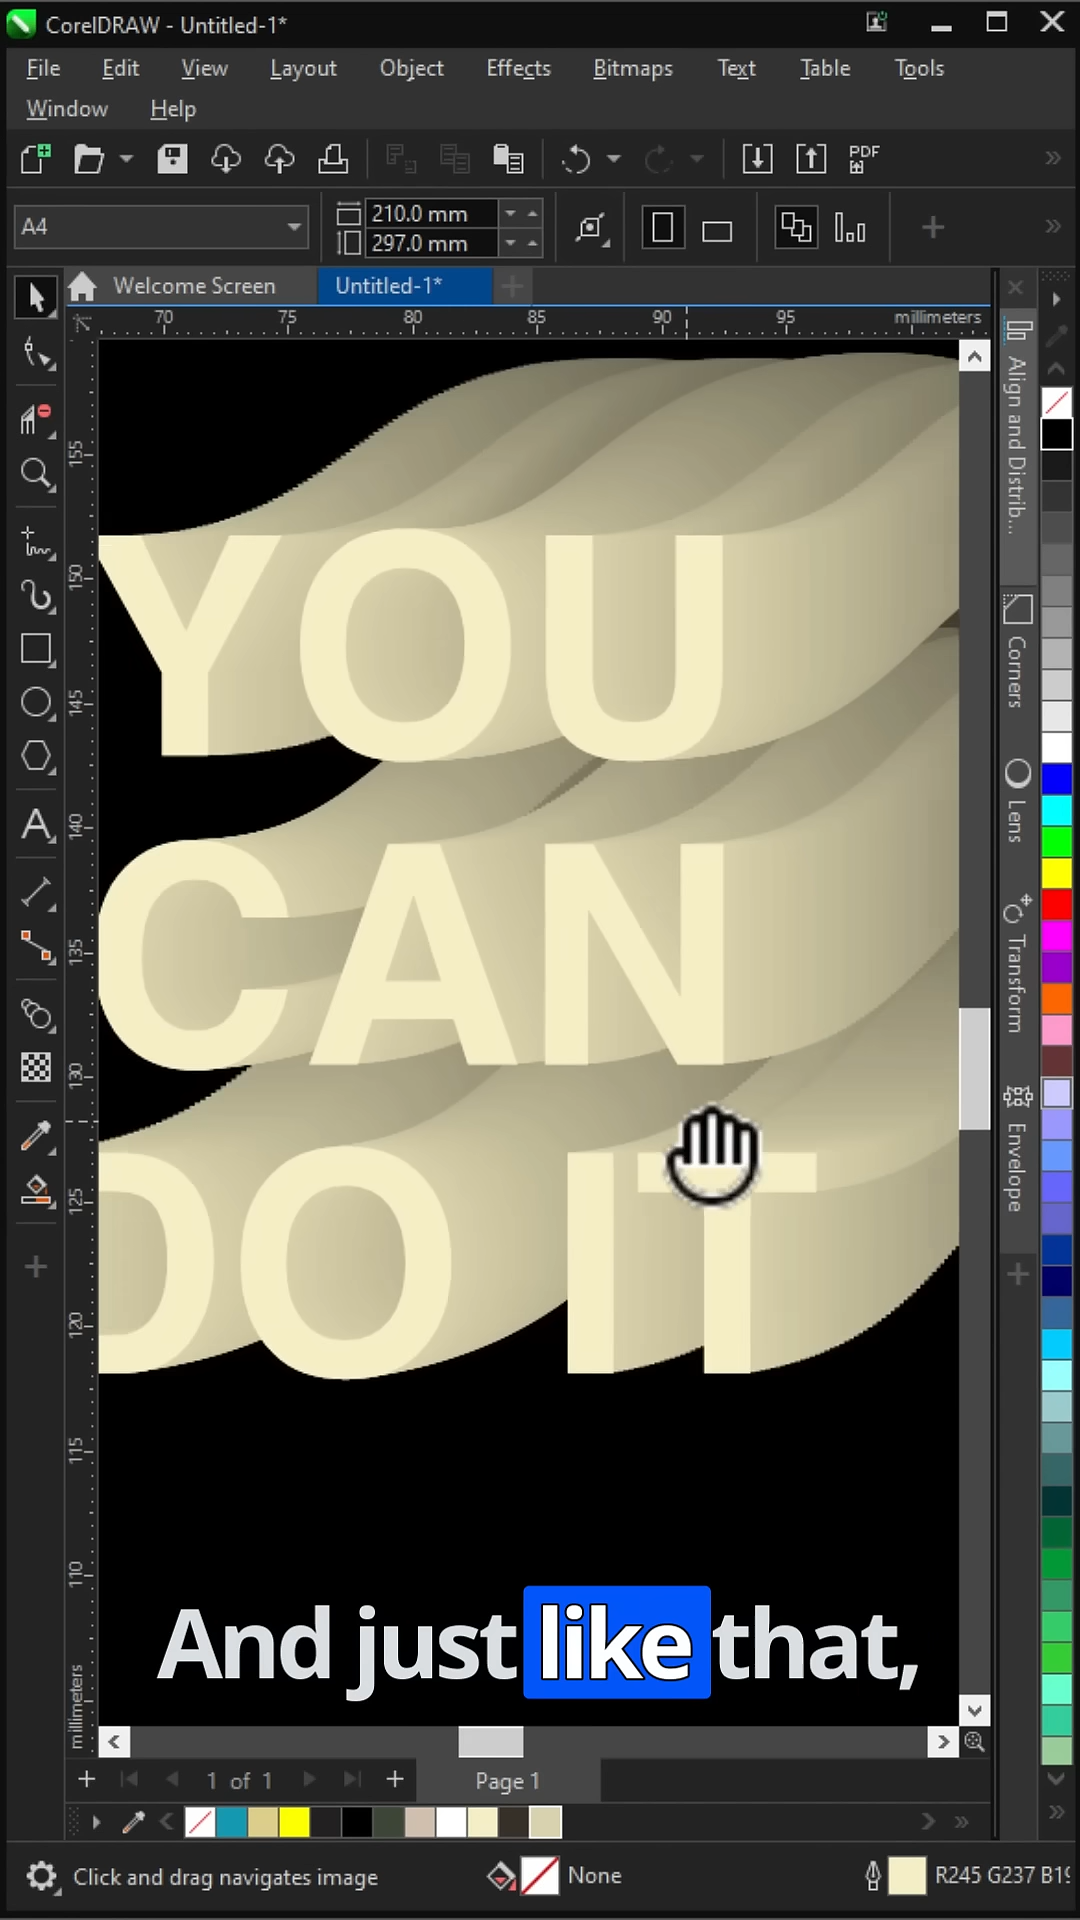 CorelDRAW - Untitled-1*
File Edit View Layout Object Effects Bitmaps Text Table Tools
Window Help
PDF
A4
210.0 mm
297.0 mm
Welcome Screen
Untitled-1*
70 75 80 85 90 95 millimeters
155
150
145
140
135
130
125
120
115
110
millimeters
YOU
CAN
DO IT
Align and Distrib...
Corners
Lens
Transform
Envelope
And just like that,
1 of 1
Page 1
Click and drag navigates image
None
R245 G237 B19